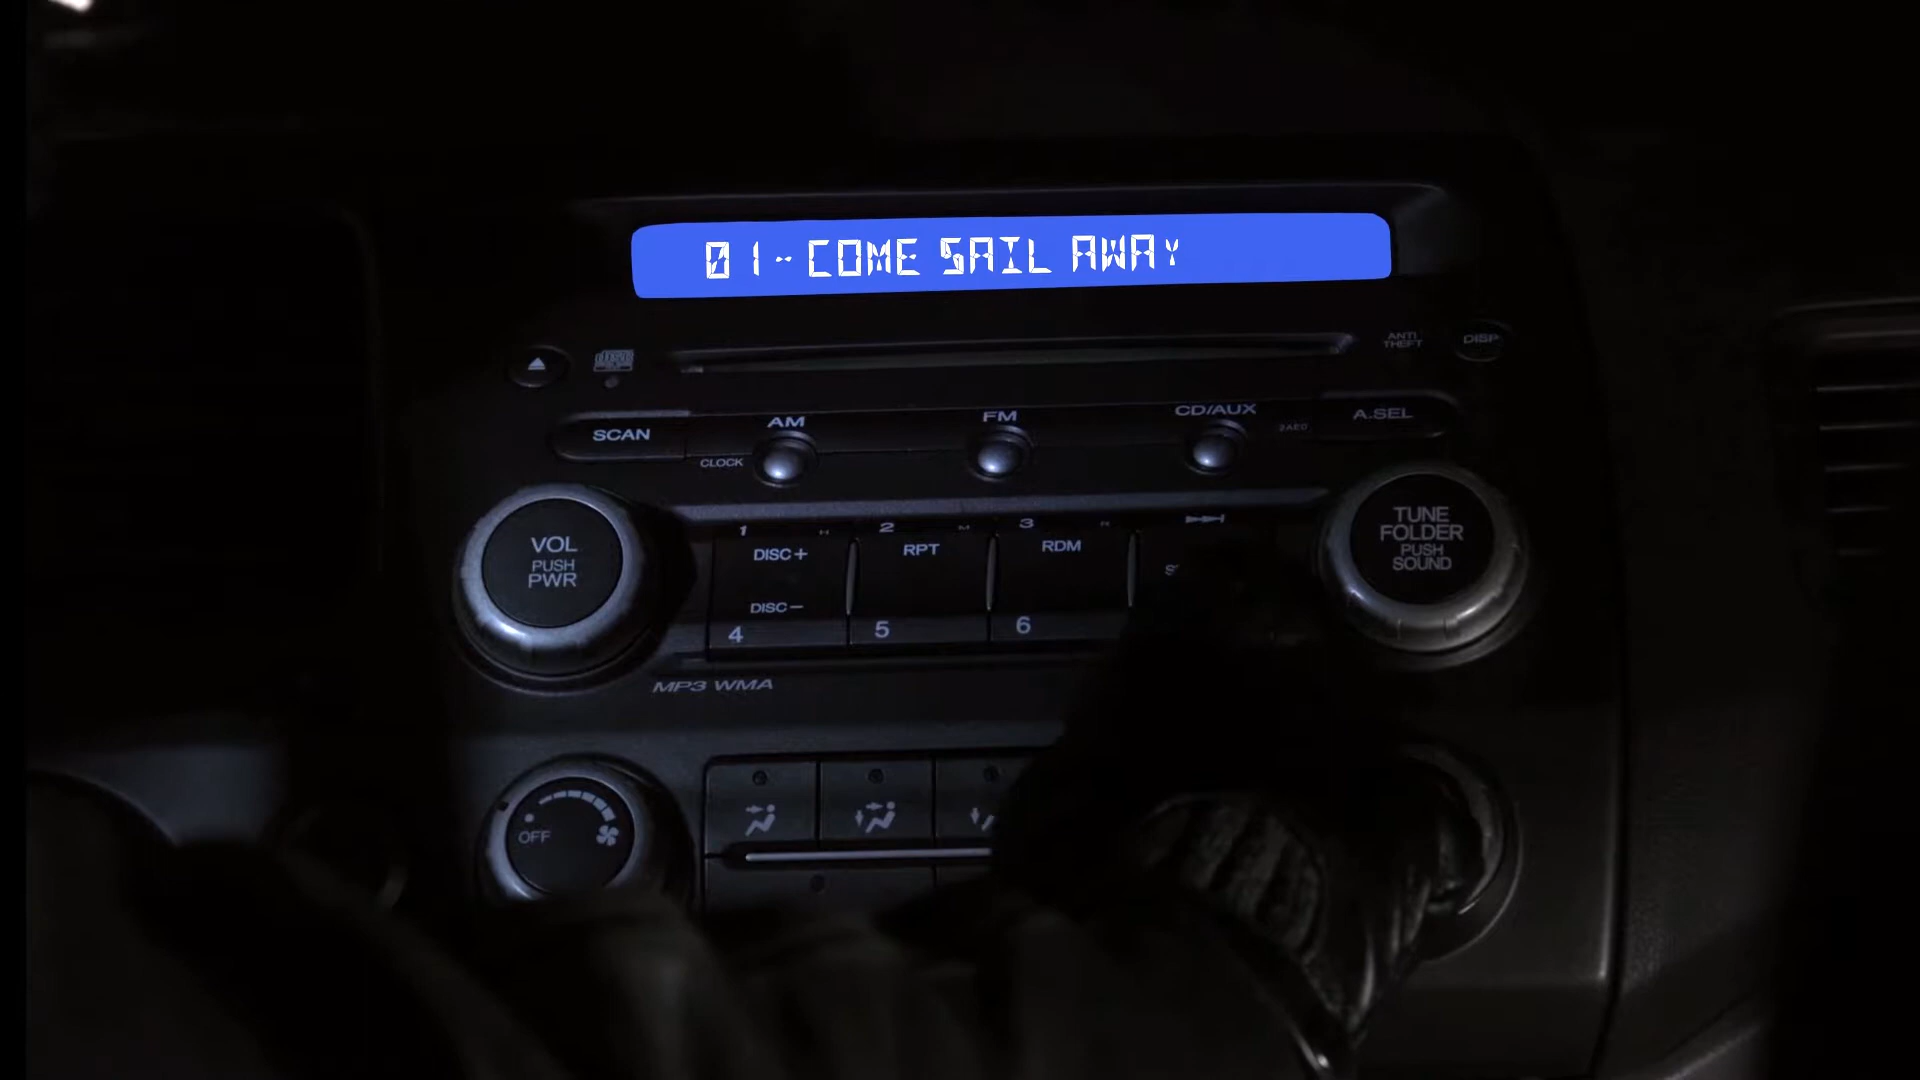 01-COME SAIL AWAY
ANTI THEFT
DISP
SCAN
AM
FM
CD/AUX
A.SEL
CLOCK
VOL
PUSH
PWR
1
2
3
DISC+
RPT
RDM
DISC−
4
5
6
TUNE
FOLDER
PUSH
SOUND
MP3 WMA
OFF